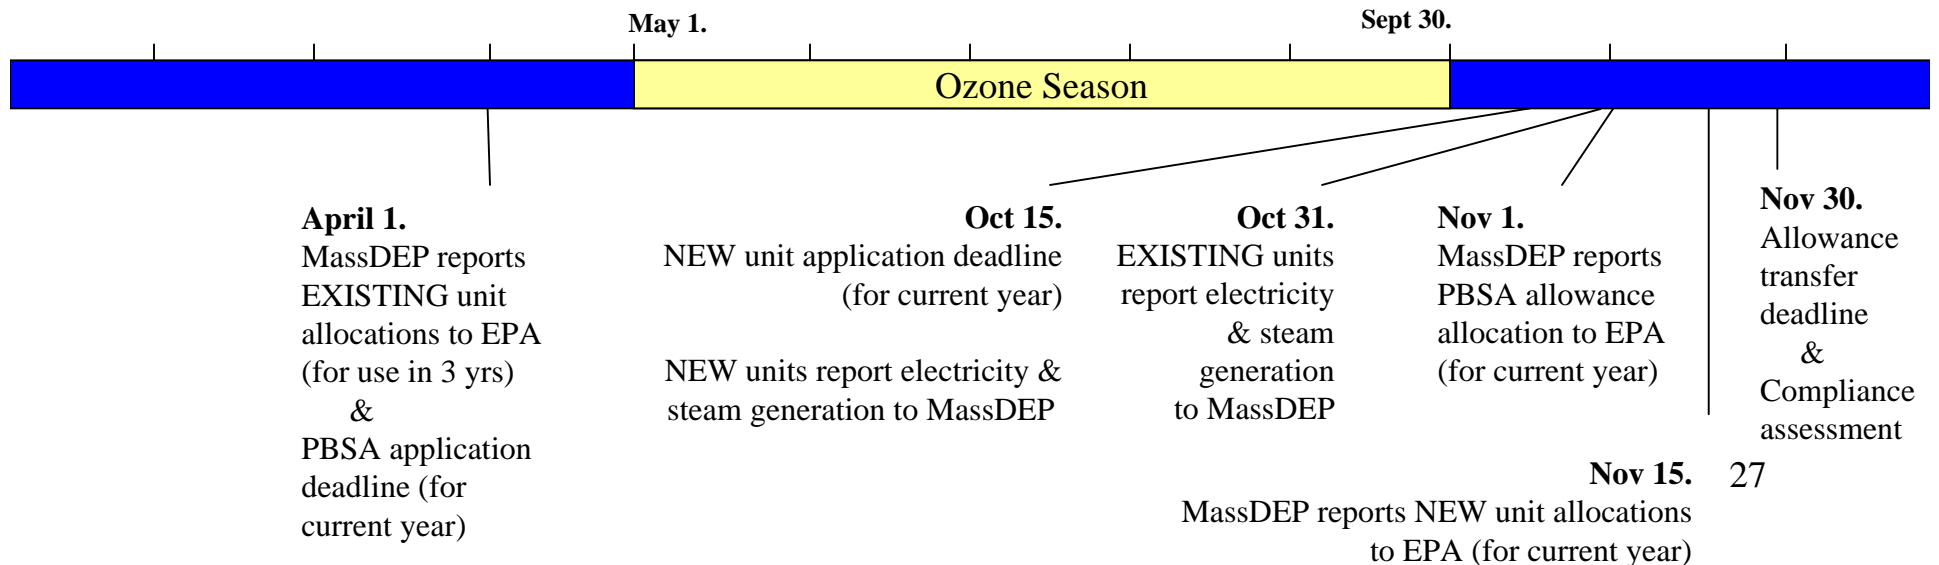 May 1.
Sept 30.
Ozone Season
April 1.
MassDEP reports
EXISTING unit
allocations to EPA
(for use in 3 yrs)
&
PBSA application
deadline (for
current year)
Oct 15.
NEW unit application deadline
(for current year)
NEW units report electricity &
steam generation to MassDEP
Oct 31.
EXISTING units
report electricity
& steam
generation
to MassDEP
Nov 1.
MassDEP reports
PBSA allowance
allocation to EPA
(for current year)
Nov 15.
MassDEP reports NEW unit allocations
to EPA (for current year)
Nov 30.
Allowance
transfer
deadline
&
Compliance
assessment
27